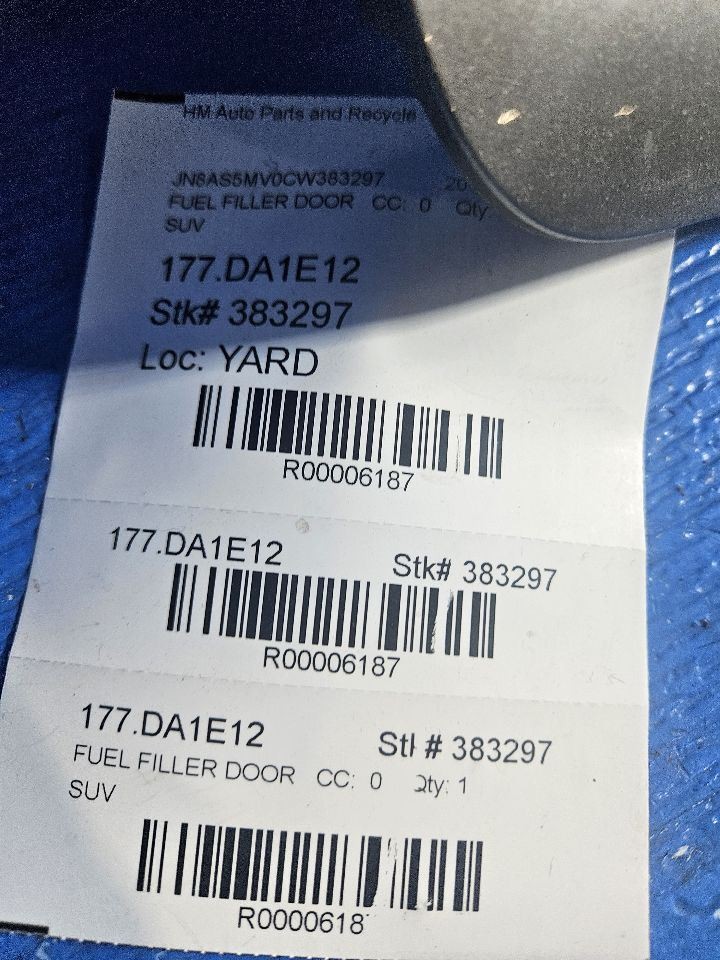 HM Auto Parts and Recycle
JN8AS5MV0CW383297 20
FUEL FILLER DOOR CC: 0 Qty
SUV
177.DA1E12
Stk# 383297
Loc: YARD
R00006187
177.DA1E12 Stk# 383297
R00006187
177.DA1E12 Stk# 383297
FUEL FILLER DOOR CC: 0 Qty: 1
SUV
R0000618